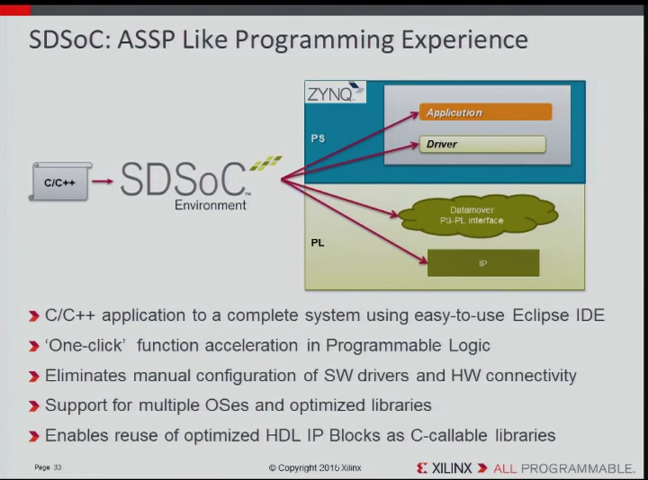 SDSoC: ASSP Like Programming Experience
ZYNQ
PS
Application
Driver
C/C++
SDSoC
Environment
Datamover
PS-PL interface
PL
IP
C/C++ application to a complete system using easy-to-use Eclipse IDE
'One-click' function acceleration in Programmable Logic
Eliminates manual configuration of SW drivers and HW connectivity
Support for multiple OSes and optimized libraries
Enables reuse of optimized HDL IP Blocks as C-callable libraries
Page 33
© Copyright 2015 Xilinx
XILINX ALL PROGRAMMABLE.